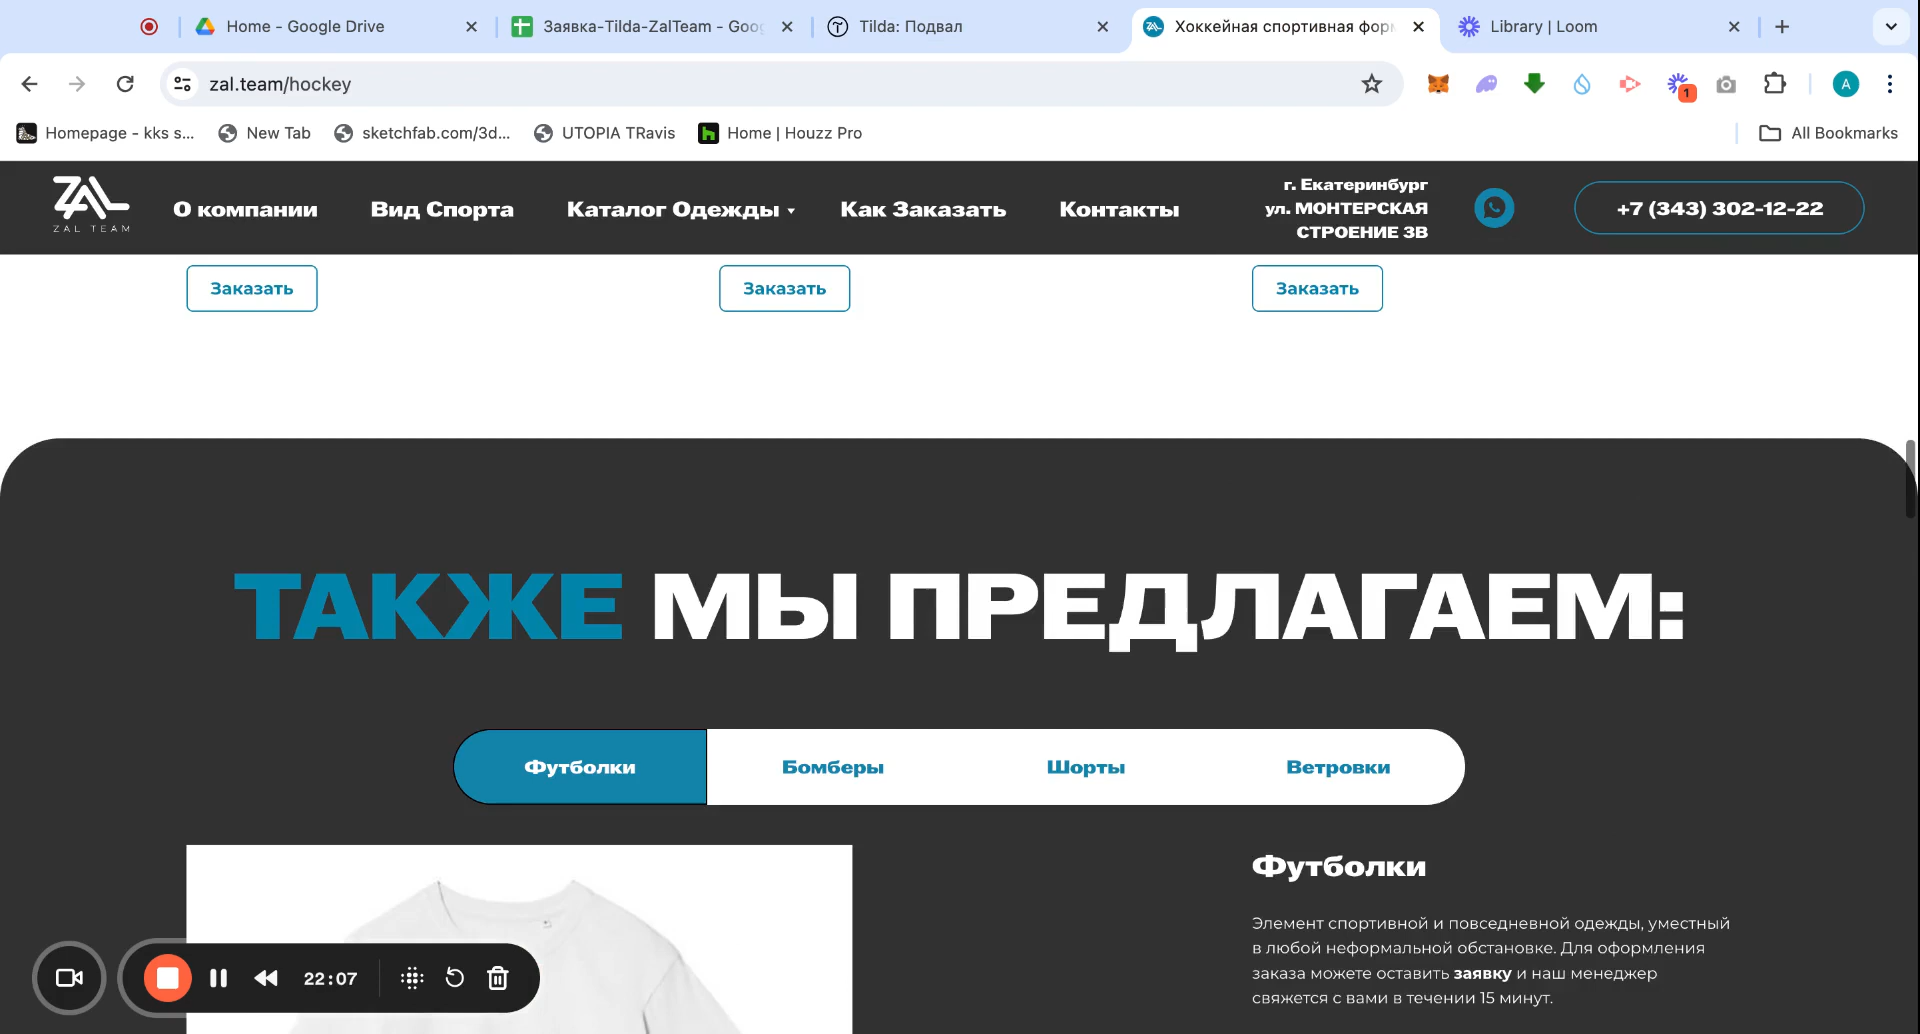 Home - Google Drive
Заявка-Tilda-ZalTeam - Goog
Tilda: Подвал
Хоккейная спортивная форм
Library | Loom
zal.team/hockey
1
A
Homepage - kks s...
New Tab
sketchfab.com/3d...
UTOPIA TRavis
Home | Houzz Pro
All Bookmarks
ZAL
ZAL TEAM
О компании
Вид Спорта
Каталог Одежды
Как Заказать
Контакты
г. Екатеринбург
ул. МОНТЕРСКАЯ
СТРОЕНИЕ 3В
+7 (343) 302-12-22
Заказать
Заказать
Заказать
ТАКЖЕ МЫ ПРЕДЛАГАЕМ:
Футболки
Бомберы
Шорты
Ветровки
Футболки
Элемент спортивной и повседневной одежды, уместный
в любой неформальной обстановке. Для оформления
заказа можете оставить заявку и наш менеджер
свяжется с вами в течении 15 минут.
22:07